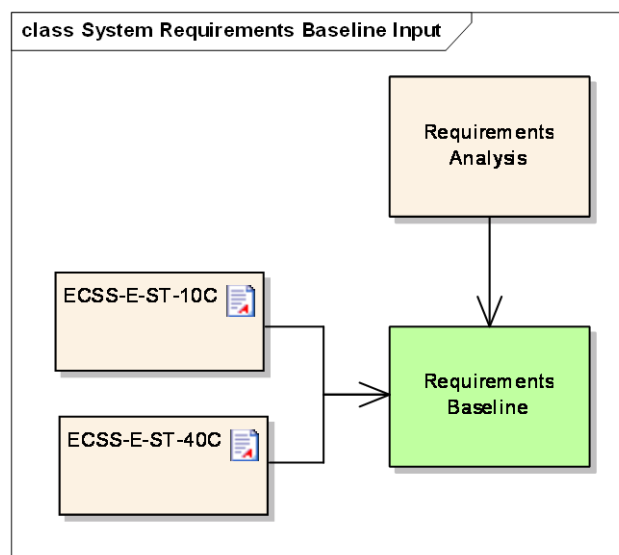 class System Requirements Baseline Input
Requirements
Analysis
ECSS-E-ST-10C
Requirements
Baseline
ECSS-E-ST-40C